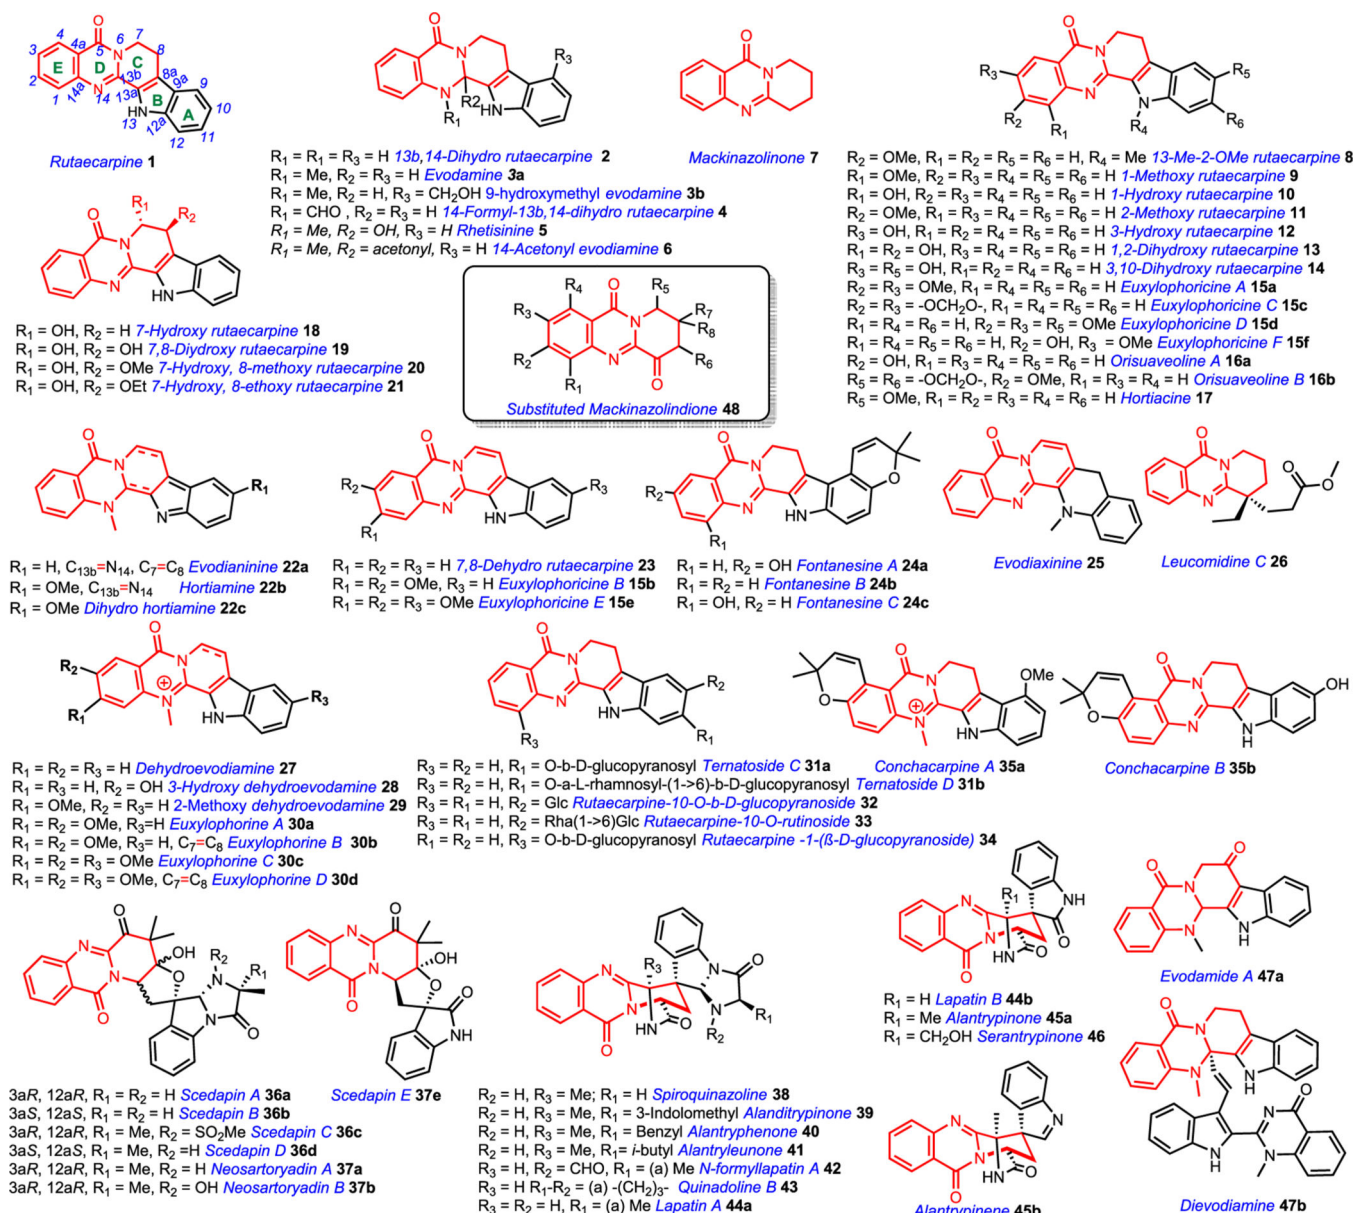 Rutaecarpine 1
R1 = R1 = R3 = H 13b,14-Dihydro rutaecarpine 2
R1 = Me, R2 = R3 = H Evodamine 3a
R1 = Me, R2 = H, R3 = CH2OH 9-hydroxymethyl evodamine 3b
R1 = CHO , R2 = R3 = H 14-Formyl-13b,14-dihydro rutaecarpine 4
R1 = Me, R2 = OH, R3 = H Rhetisinine 5
R1 = Me, R2 = acetonyl, R3 = H 14-Acetonyl evodiamine 6
Mackinazolinone 7
R2 = OMe, R1 = R2 = R5 = R6 = H, R4 = Me 13-Me-2-OMe rutaecarpine 8
R1 = OMe, R2 = R3 = R4 = R5 = R6 = H 1-Methoxy rutaecarpine 9
R1 = OH, R2 = R3 = R4 = R5 = R6 = H 1-Hydroxy rutaecarpine 10
R2 = OMe, R1 = R3 = R4 = R5 = R6 = H 2-Methoxy rutaecarpine 11
R3 = OH, R1 = R2 = R4 = R5 = R6 = H 3-Hydroxy rutaecarpine 12
R1 = R2 = OH, R3 = R4 = R5 = R6 = H 1,2-Dihydroxy rutaecarpine 13
R3 = R5 = OH, R1= R2 = R4 = R6 = H 3,10-Dihydroxy rutaecarpine 14
R2 = R3 = OMe, R1 = R4 = R5 = R6 = H Euxylophoricine A 15a
R2 = R3 = -OCH2O-, R1 = R4 = R5 = R6 = H Euxylophoricine C 15c
R1 = R4 = R6 = H, R2 = R3 = R5 = OMe Euxylophoricine D 15d
R1 = R4 = R5 = R6 = H, R2 = OH, R3 = OMe Euxylophoricine F 15f
R2 = OH, R1 = R3 = R4 = R5 = R6 = H Orisuaveoline A 16a
R5 = R6 = -OCH2O-, R2 = OMe, R1 = R3 = R4 = H Orisuaveoline B 16b
R5 = OMe, R1 = R2 = R3 = R4 = R6 = H Hortiacine 17
R1 = OH, R2 = H 7-Hydroxy rutaecarpine 18
R1 = OH, R2 = OH 7,8-Diydroxy rutaecarpine 19
R1 = OH, R2 = OMe 7-Hydroxy, 8-methoxy rutaecarpine 20
R1 = OH, R2 = OEt 7-Hydroxy, 8-ethoxy rutaecarpine 21
Substituted Mackinazolindione 48
R1 = H, C13b=N14, C7=C8 Evodianinine 22a
R1 = OMe, C13b=N14 Hortiamine 22b
R1 = OMe Dihydro hortiamine 22c
R1 = R2 = R3 = H 7,8-Dehydro rutaecarpine 23
R1 = R2 = OMe, R3 = H Euxylophoricine B 15b
R1 = R2 = R3 = OMe Euxylophoricine E 15e
R1 = H, R2 = OH Fontanesine A 24a
R1 = R2 = H Fontanesine B 24b
R1 = OH, R2 = H Fontanesine C 24c
Evodiaxinine 25
Leucomidine C 26
R1 = R2 = R3 = H Dehydroevodiamine 27
R1 = R3 = H, R2 = OH 3-Hydroxy dehydroevodamine 28
R1 = OMe, R2 = R3= H 2-Methoxy dehydroevodamine 29
R1 = R2 = OMe, R3=H Euxylophorine A 30a
R1 = R2 = OMe, R3= H, C7=C8 Euxylophorine B 30b
R1 = R2 = R3 = OMe Euxylophorine C 30c
R1 = R2 = R3 = OMe, C7=C8 Euxylophorine D 30d
R3 = R2 = H, R1 = O-b-D-glucopyranosyl Ternatoside C 31a
R3 = R2 = H, R1 = O-a-L-rhamnosyl-(1->6)-b-D-glucopyranosyl Ternatoside D 31b
R3 = R1 = H, R2 = Glc Rutaecarpine-10-O-b-D-glucopyranoside 32
R3 = R1 = H, R2 = Rha(1->6)Glc Rutaecarpine-10-O-rutinoside 33
R1 = R2 = H, R3 = O-b-D-glucopyranosyl Rutaecarpine -1-(ß-D-glucopyranoside) 34
Conchacarpine A 35a
Conchacarpine B 35b
3aR, 12aR, R1 = R2 = H Scedapin A 36a
3aS, 12aS, R1 = R2 = H Scedapin B 36b
3aR, 12aR, R1 = Me, R2 = SO2Me Scedapin C 36c
3aS, 12aS, R1 = Me, R2 =H Scedapin D 36d
3aR, 12aR, R1 = Me, R2 = H Neosartoryadin A 37a
3aR, 12aR, R1 = Me, R2 = OH Neosartoryadin B 37b
Scedapin E 37e
R2 = H, R3 = Me; R1 = H Spiroquinazoline 38
R2 = H, R3 = Me, R1 = 3-Indolomethyl Alanditrypinone 39
R2 = H, R3 = Me, R1 = Benzyl Alantryphenone 40
R2 = H, R3 = Me, R1= i-butyl Alantryleunone 41
R3 = H, R2 = CHO, R1 = (a) Me N-formyllapatin A 42
R3 = H R1-R2 = (a) -(CH2)3- Quinadoline B 43
R3 = R2 = H, R1 = (a) Me Lapatin A 44a
R1 = H Lapatin B 44b
R1 = Me Alantrypinone 45a
R1 = CH2OH Serantrypinone 46
Alantrypinene 45b
Evodamide A 47a
Dievodiamine 47b